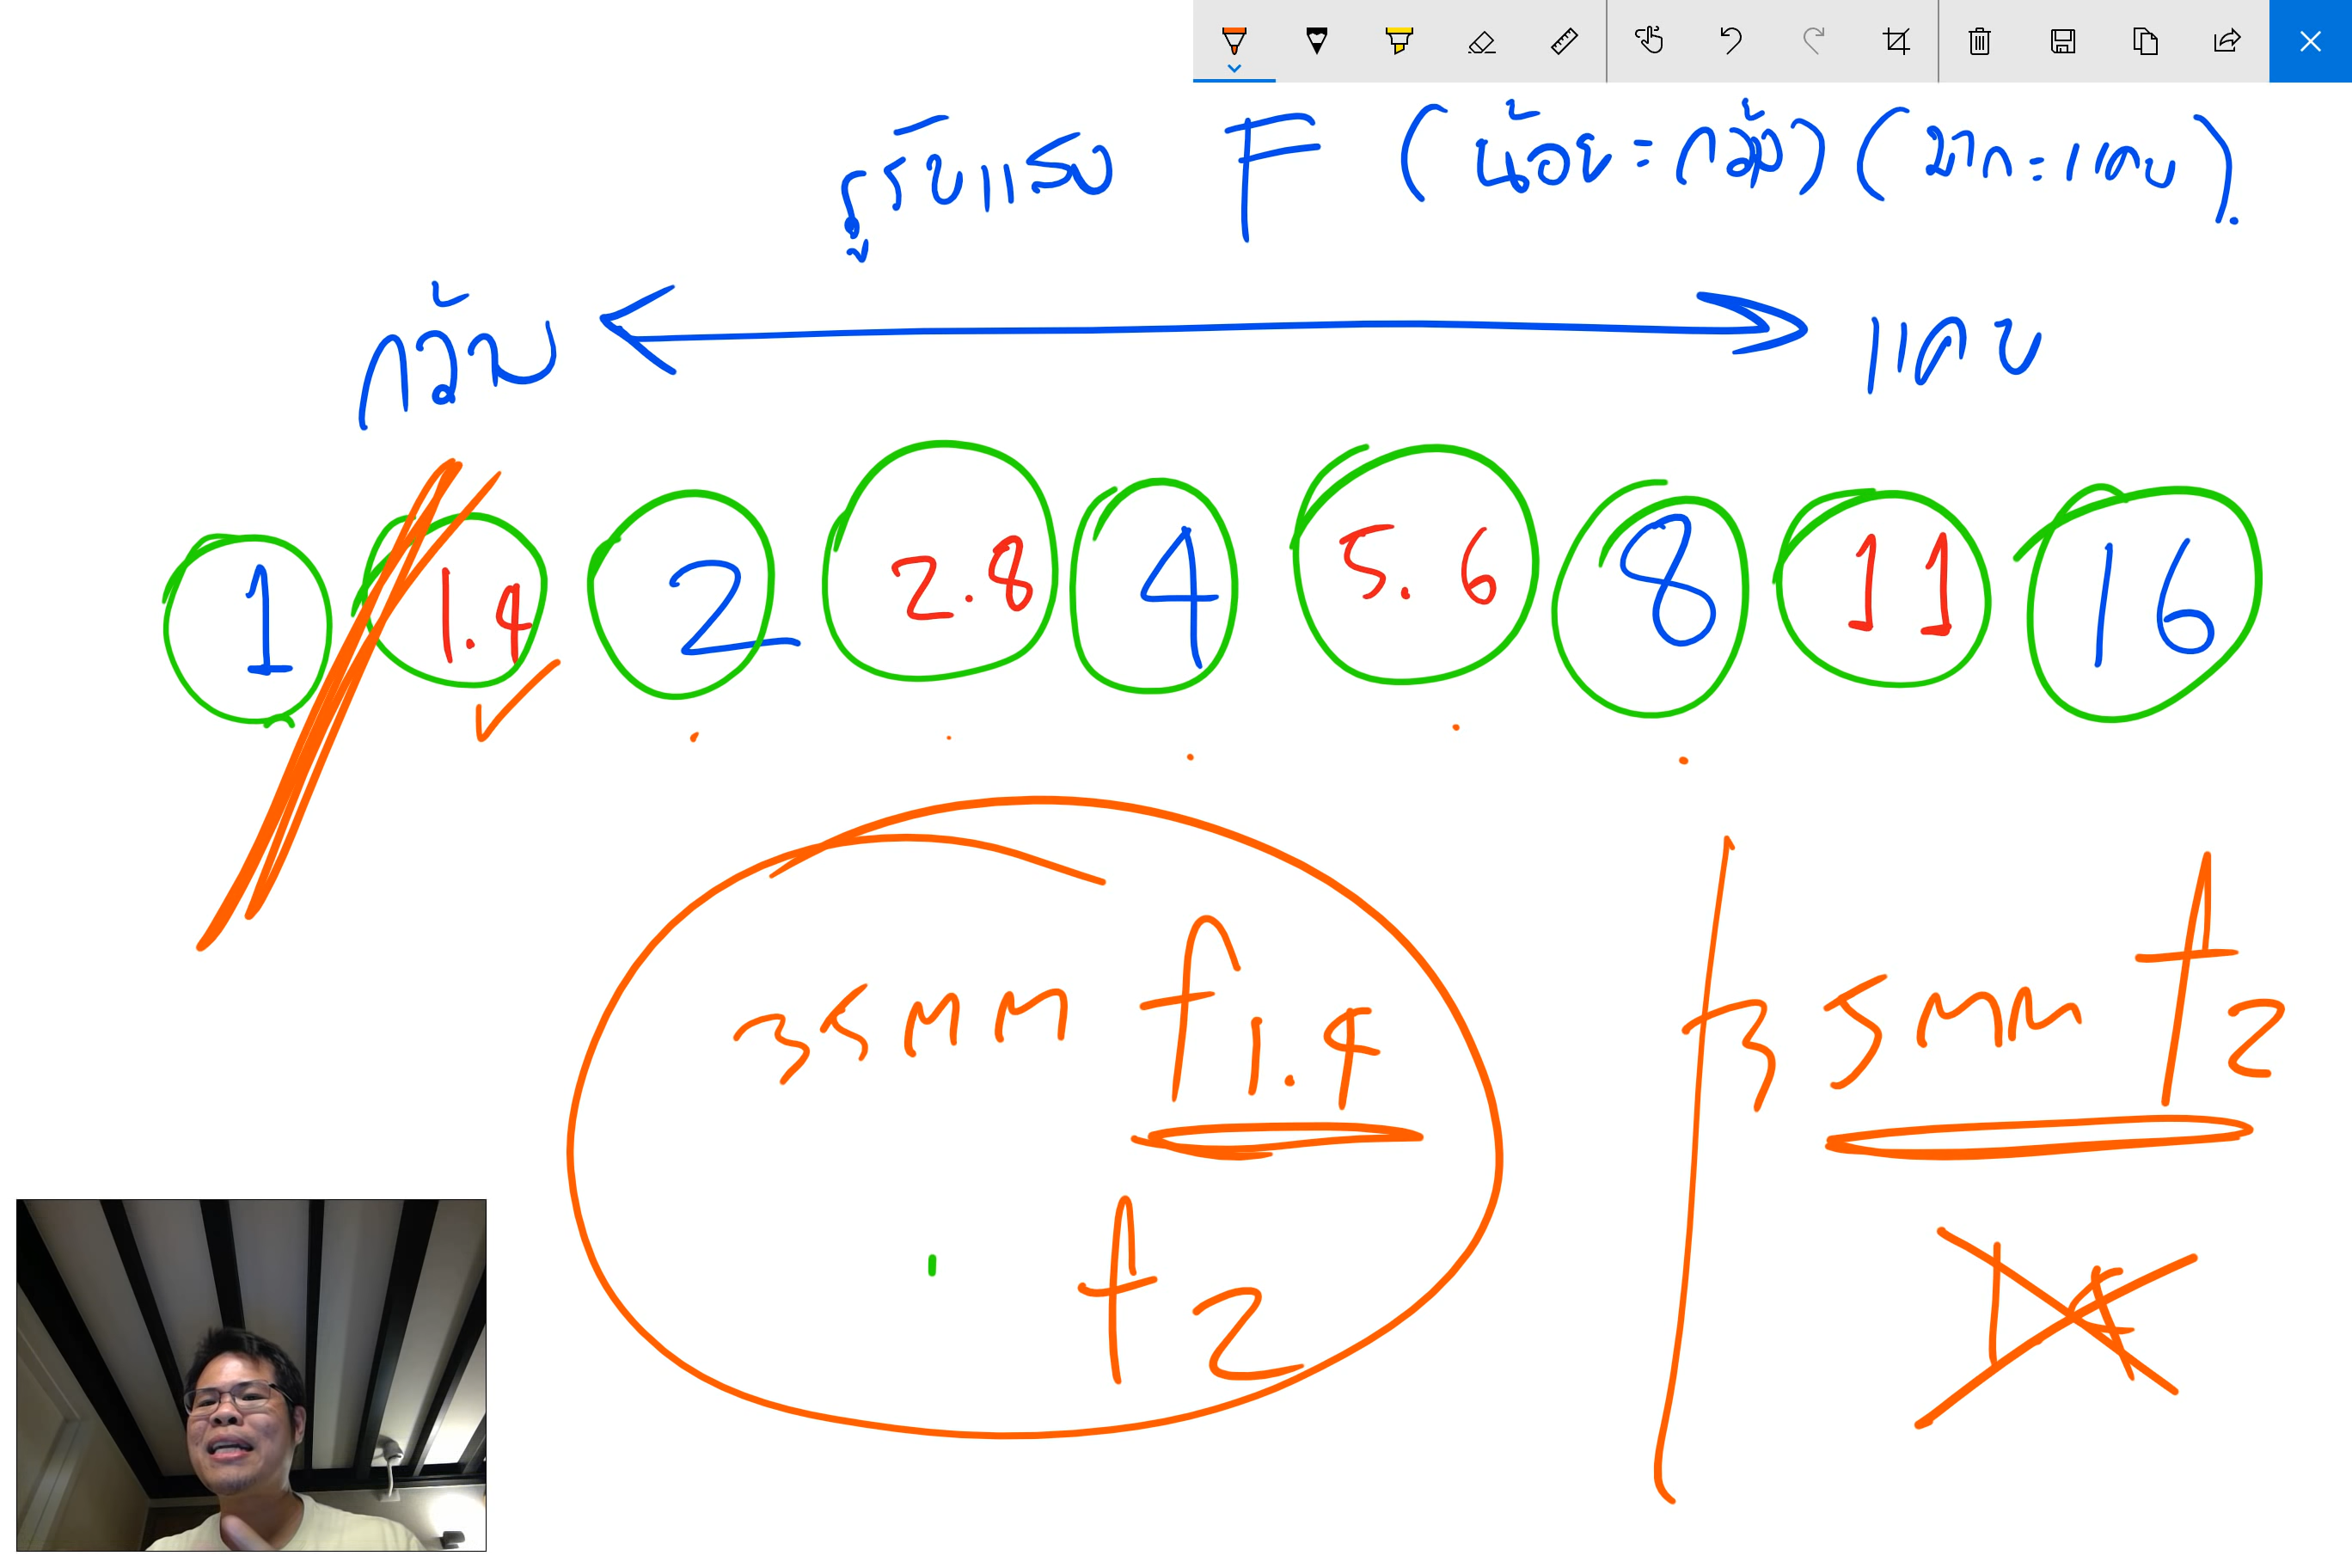 รูรับแสง F (น้อย = กว้าง) (มาก = แคบ)
กว้าง แคบ
1 1.4 2 2.8 4 5.6 8 11 16
35mm f1.4
35mm f2
f2
1.4